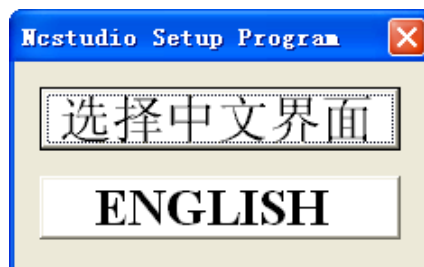 Ncstudio Setup Program
选择中文界面
ENGLISH